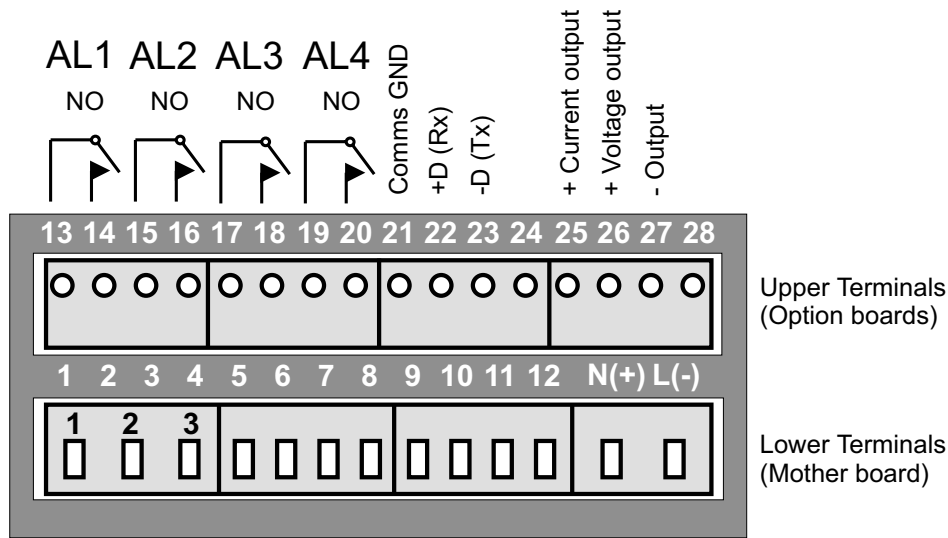 AL1 AL2 AL3 AL4
NO NO NO NO
Comms GND
+D (Rx)
-D (Tx)
+ Current output
+ Voltage output
- Output
13 14 15 16 17 18 19 20 21 22 23 24 25 26 27 28
Upper Terminals
(Option boards)
1 2 3 4 5 6 7 8 9 10 11 12 N(+) L(-)
1 2 3
Lower Terminals
(Mother board)